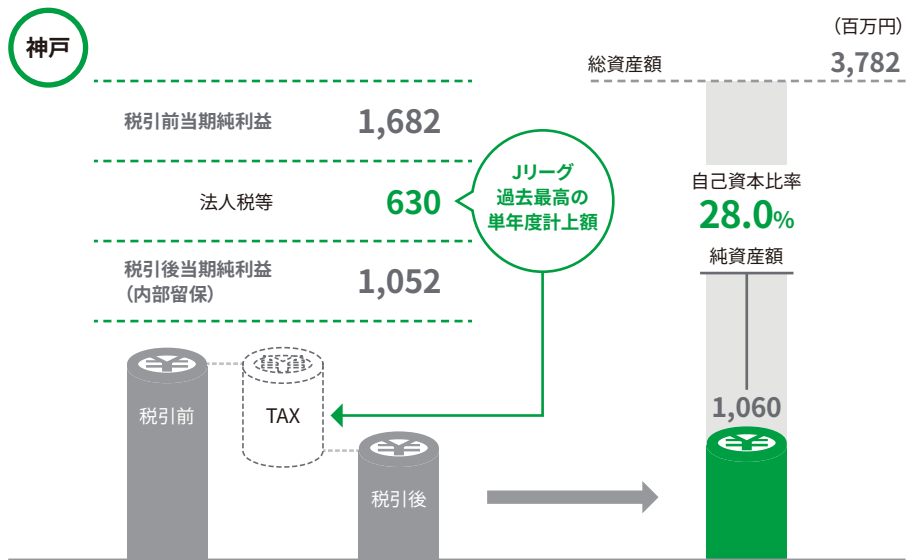 神戸
（百万円）
総資産額
3,782
税引前当期純利益
1,682
法人税等
630
Jリーグ
過去最高の
単年度計上額
税引後当期純利益
（内部留保）
1,052
自己資本比率
28.0%
純資産額
1,060
税引前
TAX
税引後